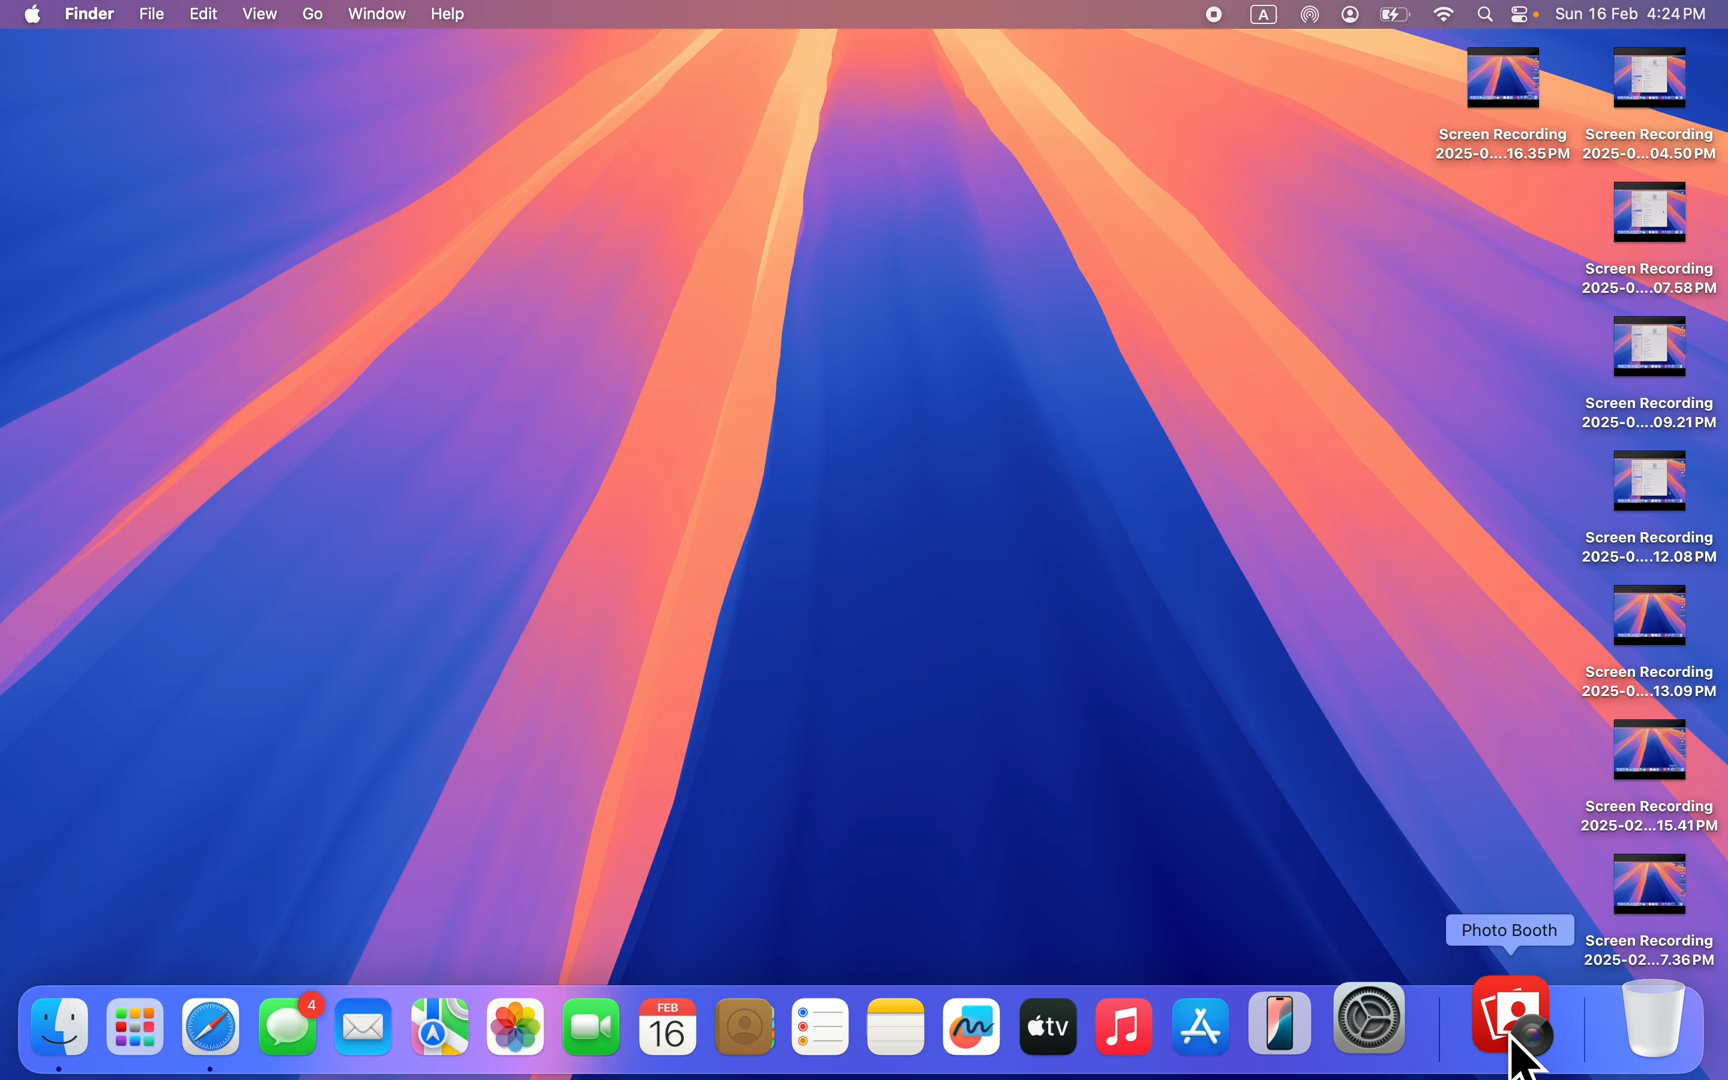 Finder File Edit View Go Window Help A Sun 16 Feb 4:24 PM
Screen Recording
2025-0....16.35 PM
Screen Recording
2025-0...04.50 PM
Screen Recording
2025-0....07.58 PM
Screen Recording
2025-0....09.21 PM
Screen Recording
2025-0....12.08 PM
Screen Recording
2025-0....13.09 PM
Screen Recording
2025-02...15.41 PM
Screen Recording
2025-02...7.36 PM
Photo Booth
4
FEB
16
tv